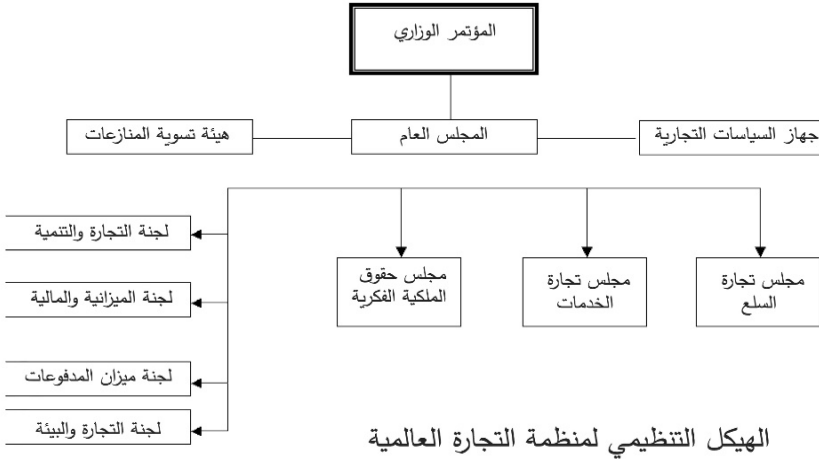 المؤتمر الوزاري
جهاز السياسات التجارية
المجلس العام
هيئة تسوية المنازعات
مجلس تجارة
السلع
مجلس تجارة
الخدمات
مجلس حقوق
الملكية الفكرية
لجنة التجارة والتنمية
لجنة الميزانية والمالية
لجنة ميزان المدفوعات
لجنة التجارة والبيئة
الهيكل التنظيمي لمنظمة التجارة العالمية